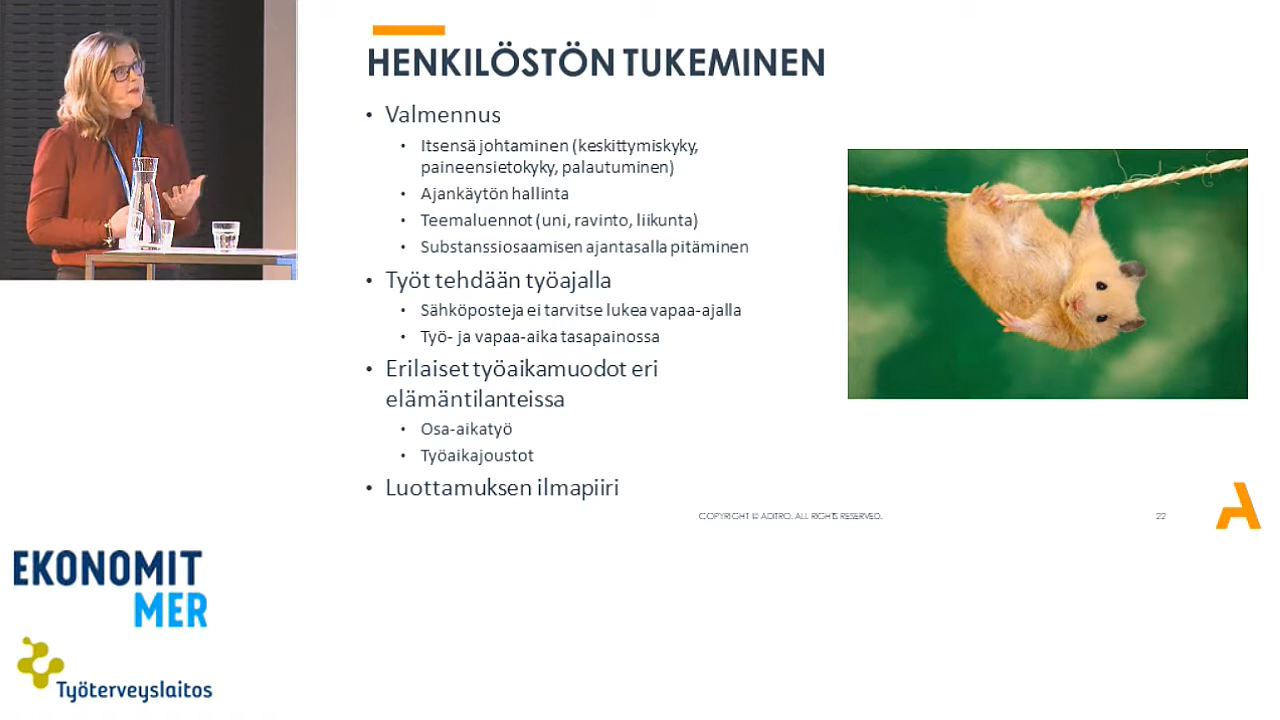 HENKILÖSTÖN TUKEMINEN
• Valmennus
• Itsensä johtaminen (keskittymiskyky,
paineensietokyky, palautuminen)
• Ajankäytön hallinta
• Teemaluennot (uni, ravinto, liikunta)
• Substanssiosaamisen ajantasalla pitäminen
• Työt tehdään työajalla
• Sähköposteja ei tarvitse lukea vapaa-ajalla
• Työ- ja vapaa-aika tasapainossa
• Erilaiset työaikamuodot eri
elämäntilanteissa
• Osa-aikatyö
• Työaikajoustot
• Luottamuksen ilmapiiri
COPYRIGHT © ADITRO. ALL RIGHTS RESERVED.
22
EKONOMIT
MER
Työterveyslaitos